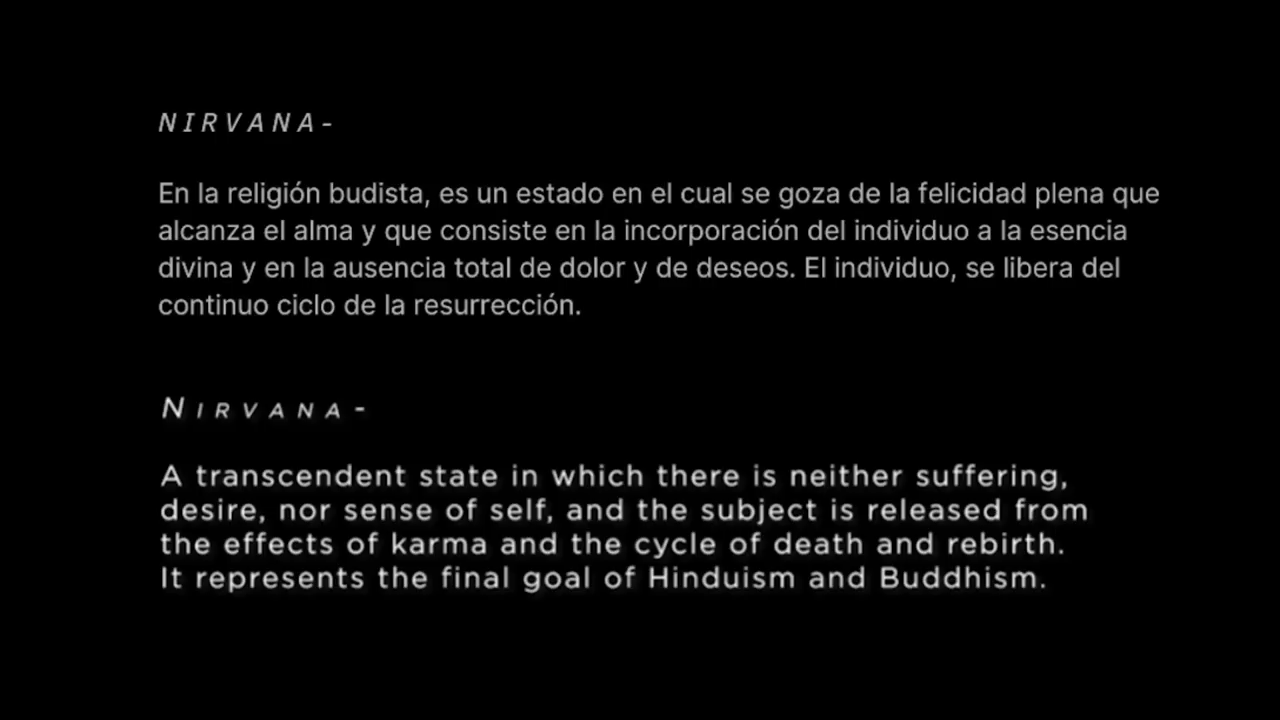 NIRVANA-
En la religión budista, es un estado en el cual se goza de la felicidad plena que
alcanza el alma y que consiste en la incorporación del individuo a la esencia
divina y en la ausencia total de dolor y de deseos. El individuo, se libera del
continuo ciclo de la resurrección.
NIRVANA-
A transcendent state in which there is neither suffering,
desire, nor sense of self, and the subject is released from
the effects of karma and the cycle of death and rebirth.
It represents the final goal of Hinduism and Buddhism.